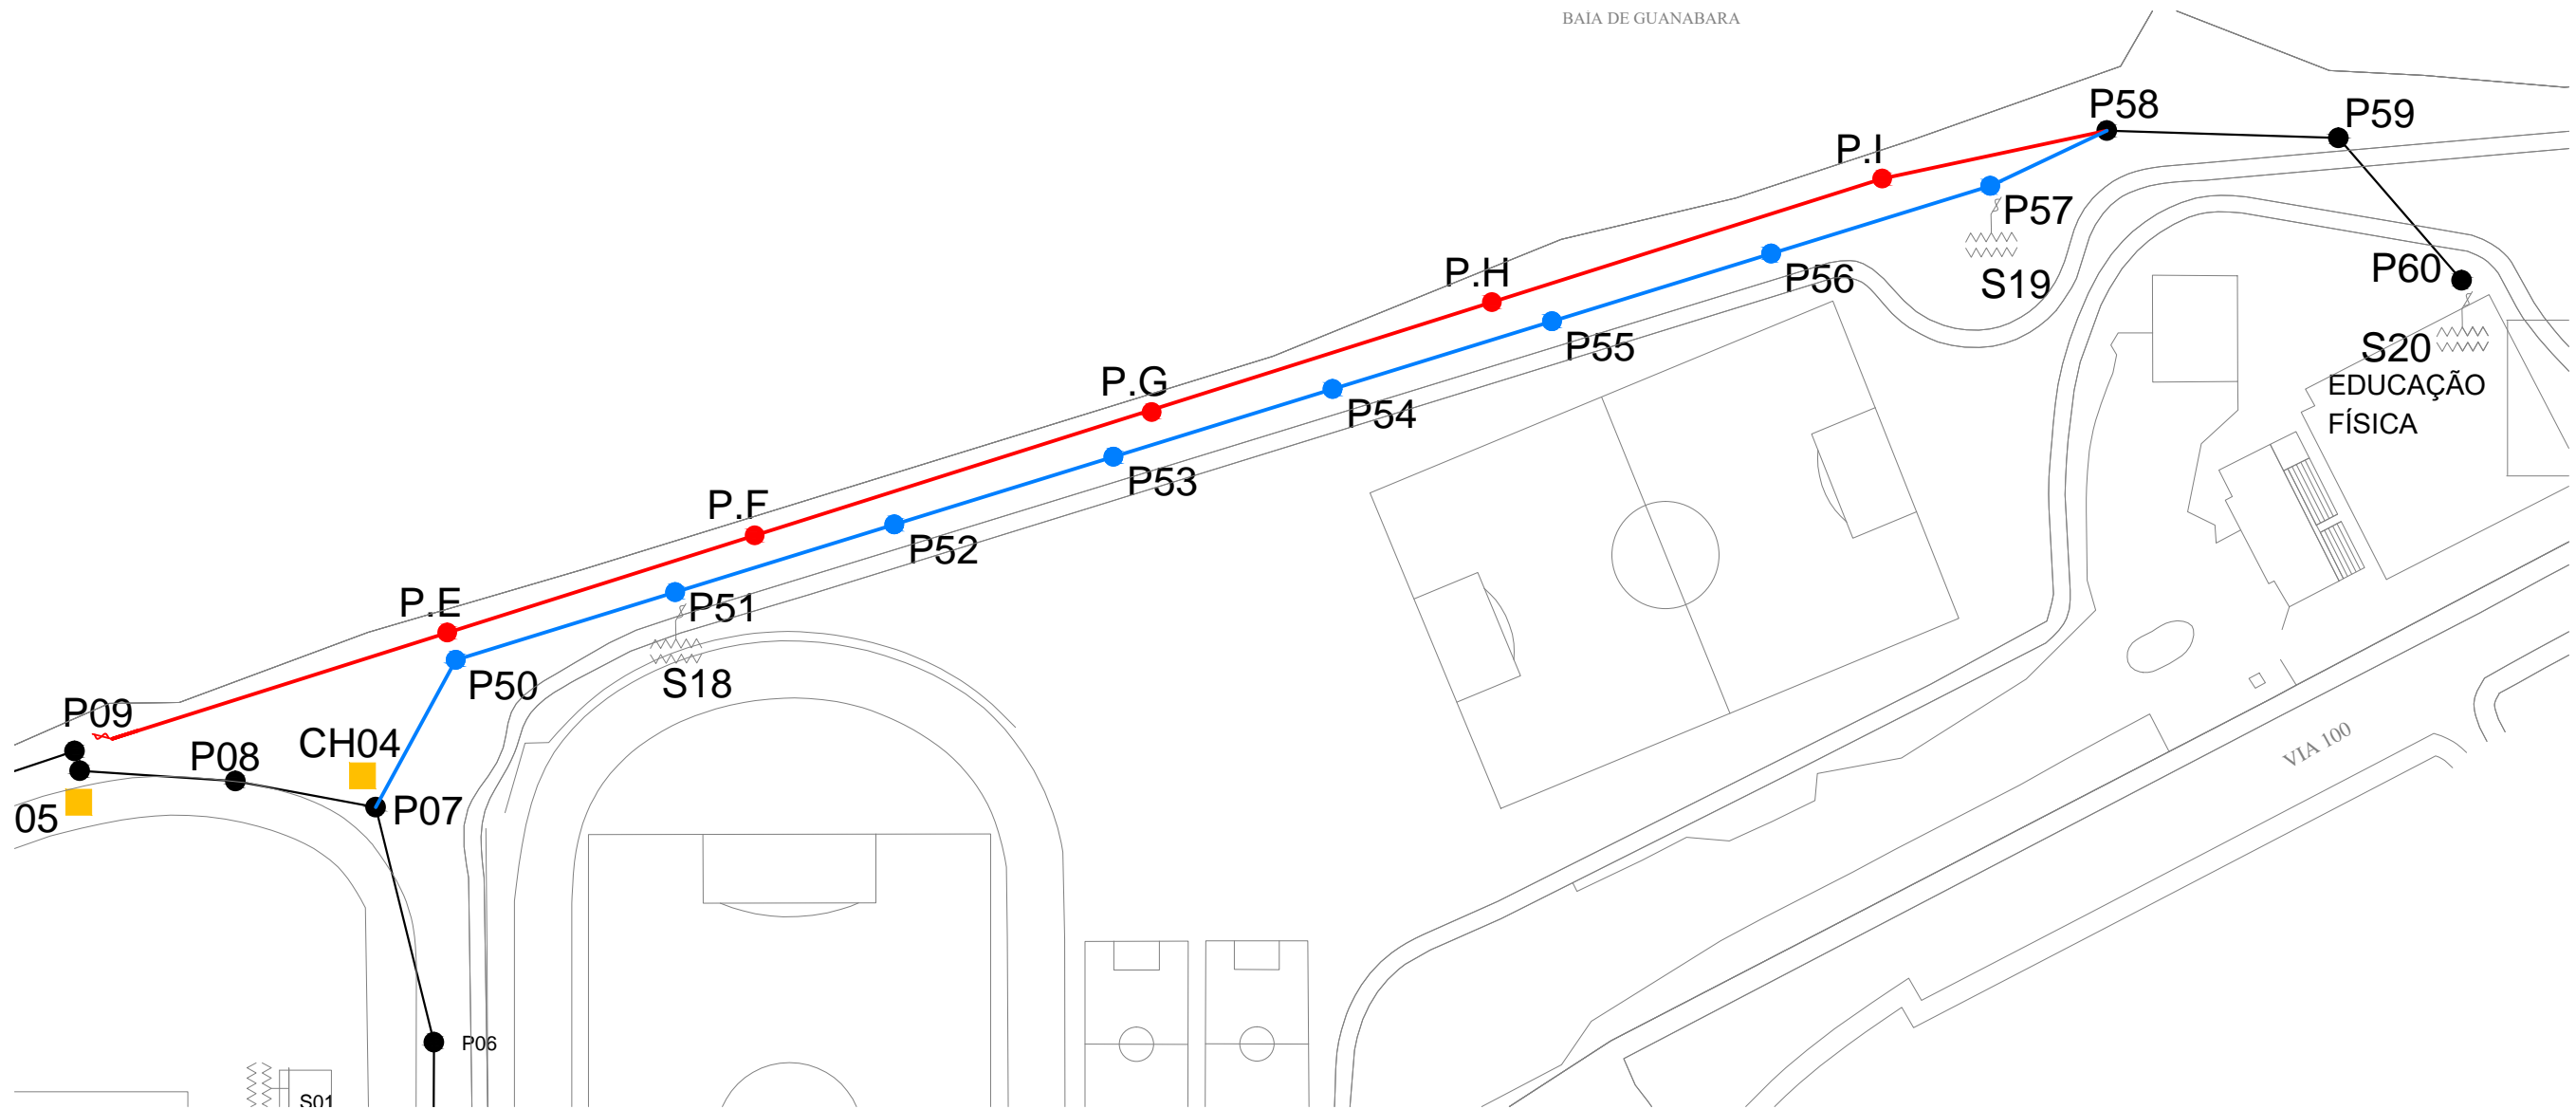 BAIA DE GUANABARA
P58
P59
P.I
P57
P60
P.H
P56
S19
P55
S20
EDUCAÇÃO
FÍSICA
P.G
P54
P53
P.F
P52
P.E
P51
P50
S18
P09
CH04
P08
VIA 100
P07
05
P06
S01